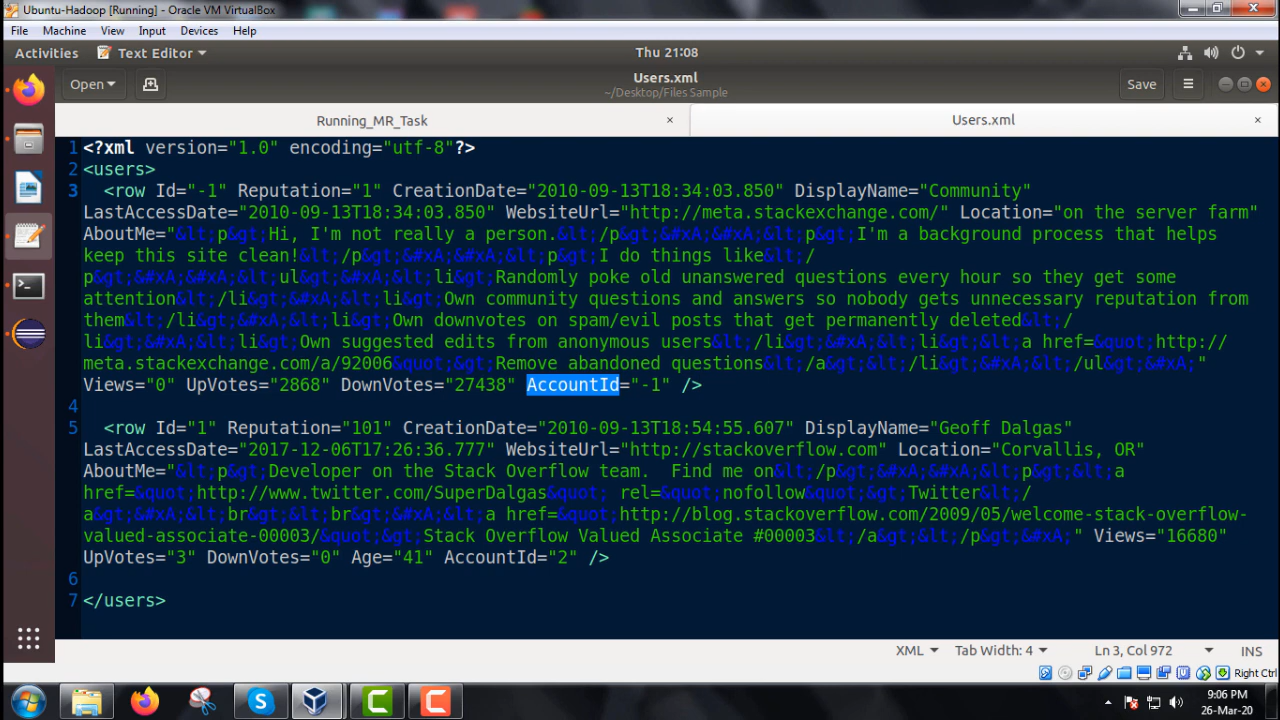 Ubuntu-Hadoop [Running] - Oracle VM VirtualBox
File Machine View Input Devices Help
Activities Text Editor Thu 21:08
Open Users.xml Save
~/Desktop/Files Sample
Running_MR_Task × Users.xml ×
1 <?xml version="1.0" encoding="utf-8"?>
2 <users>
3 <row Id="-1" Reputation="1" CreationDate="2010-09-13T18:34:03.850" DisplayName="Community"
LastAccessDate="2010-09-13T18:34:03.850" WebsiteUrl="http://meta.stackexchange.com/" Location="on the server farm"
AboutMe="&lt;p&gt;Hi, I'm not really a person.&lt;/p&gt;&#xA;&#xA;&lt;p&gt;I'm a background process that helps
keep this site clean!&lt;/p&gt;&#xA;&#xA;&lt;p&gt;I do things like&lt;/
p&gt;&#xA;&#xA;&lt;ul&gt;&#xA;&lt;li&gt;Randomly poke old unanswered questions every hour so they get some
attention&lt;/li&gt;&#xA;&lt;li&gt;Own community questions and answers so nobody gets unnecessary reputation from
them&lt;/li&gt;&#xA;&lt;li&gt;Own downvotes on spam/evil posts that get permanently deleted&lt;/
li&gt;&#xA;&lt;li&gt;Own suggested edits from anonymous users&lt;/li&gt;&#xA;&lt;li&gt;&lt;a href=&quot;http://
meta.stackexchange.com/a/92006&quot;&gt;Remove abandoned questions&lt;/a&gt;&lt;/li&gt;&#xA;&lt;/ul&gt;&#xA;"
Views="0" UpVotes="2868" DownVotes="27438" AccountId="-1" />
4
5 <row Id="1" Reputation="101" CreationDate="2010-09-13T18:54:55.607" DisplayName="Geoff Dalgas"
LastAccessDate="2017-12-06T17:26:36.777" WebsiteUrl="http://stackoverflow.com" Location="Corvallis, OR"
AboutMe="&lt;p&gt;Developer on the Stack Overflow team.  Find me on&lt;/p&gt;&#xA;&#xA;&lt;p&gt;&lt;a
href=&quot;http://www.twitter.com/SuperDalgas&quot; rel=&quot;nofollow&quot;&gt;Twitter&lt;/
a&gt;&#xA;&lt;br&gt;&lt;br&gt;&#xA;&lt;a href=&quot;http://blog.stackoverflow.com/2009/05/welcome-stack-overflow-
valued-associate-00003/&quot;&gt;Stack Overflow Valued Associate #00003&lt;/a&gt;&lt;/p&gt;&#xA;" Views="16680"
UpVotes="3" DownVotes="0" Age="41" AccountId="2" />
6
7 </users>
XML Tab Width: 4 Ln 3, Col 972 INS
Right Ctrl
9:06 PM
26-Mar-20